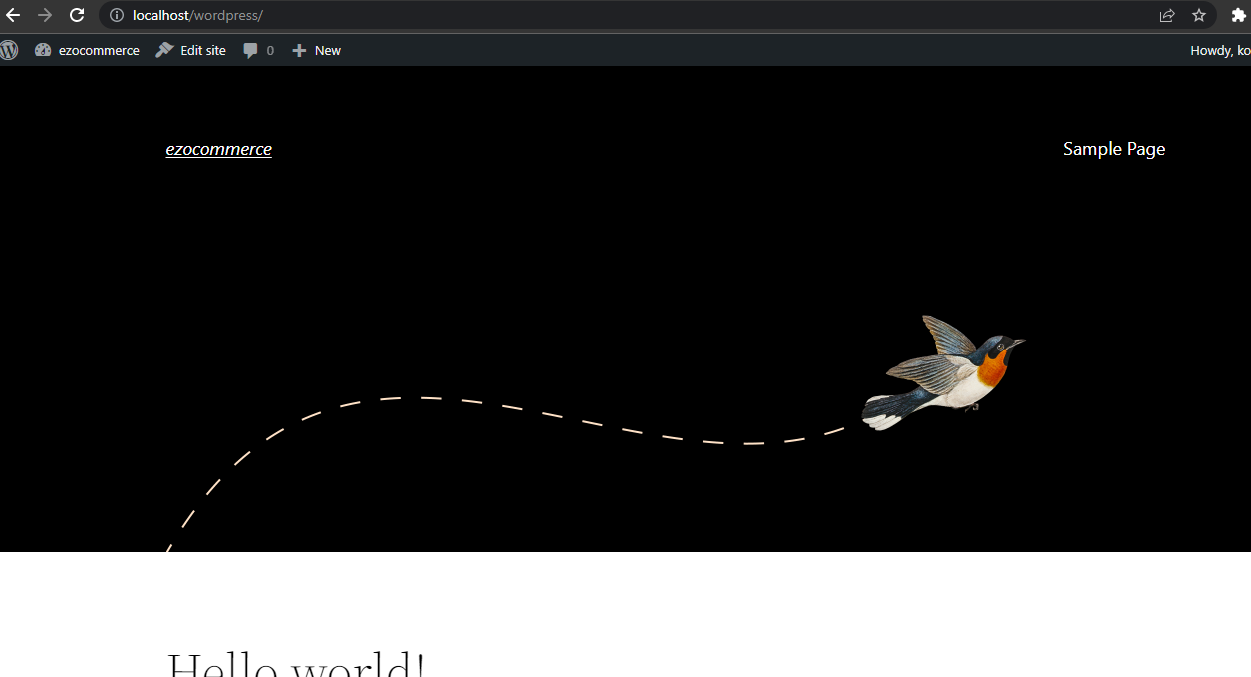 localhost/wordpress/
ezocommerce Edit site 0 New Howdy, ko
ezocommerce Sample Page
Hello world!